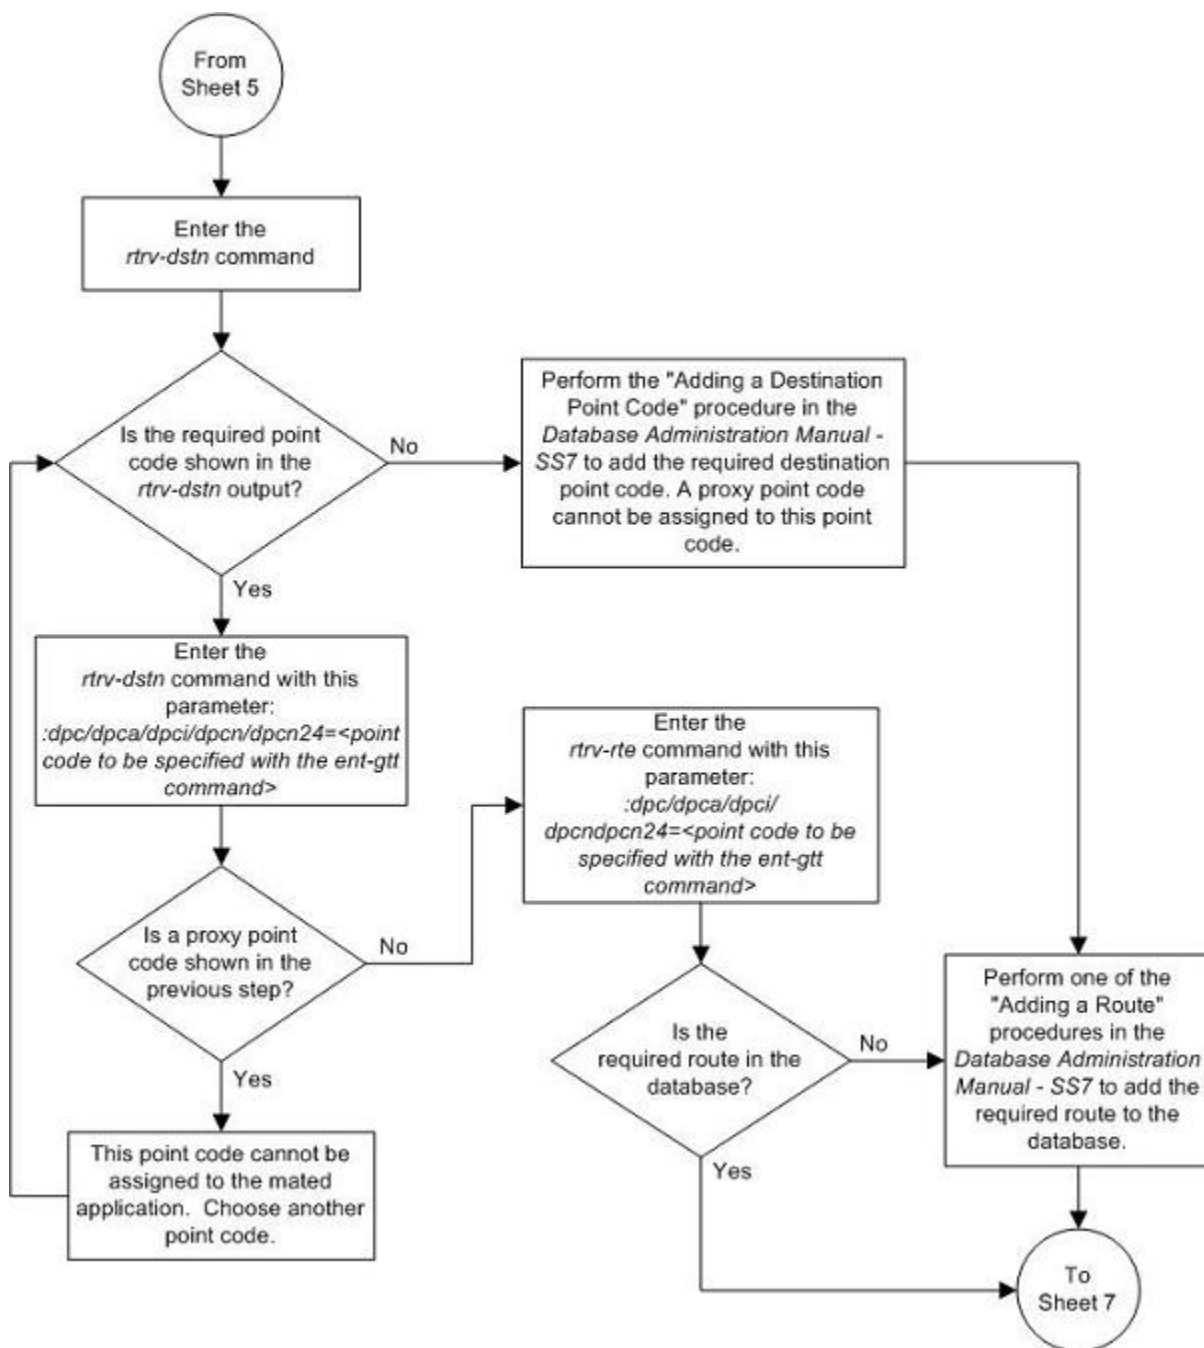 From
Sheet 5
Enter the
rtrv-dstn command
Is the required point
code shown in the
rtrv-dstn output?
No
Perform the "Adding a Destination
Point Code" procedure in the
Database Administration Manual -
SS7 to add the required destination
point code. A proxy point code
cannot be assigned to this point
code.
Yes
Enter the
rtrv-dstn command with this
parameter:
:dpc/dpca/dpci/dpcn/dpcn24=<point
code to be specified with the ent-gtt
command>
Enter the
rtrv-rte command with this
parameter:
:dpc/dpca/dpci/
dpcndpcn24=<point code to be
specified with the ent-gtt
command>
Is a proxy point
code shown in the
previous step?
No
Is the
required route in the
database?
No
Perform one of the
"Adding a Route"
procedures in the
Database Administration
Manual - SS7 to add the
required route to the
database.
Yes
This point code cannot be
assigned to the mated
application.  Choose another
point code.
Yes
To
Sheet 7